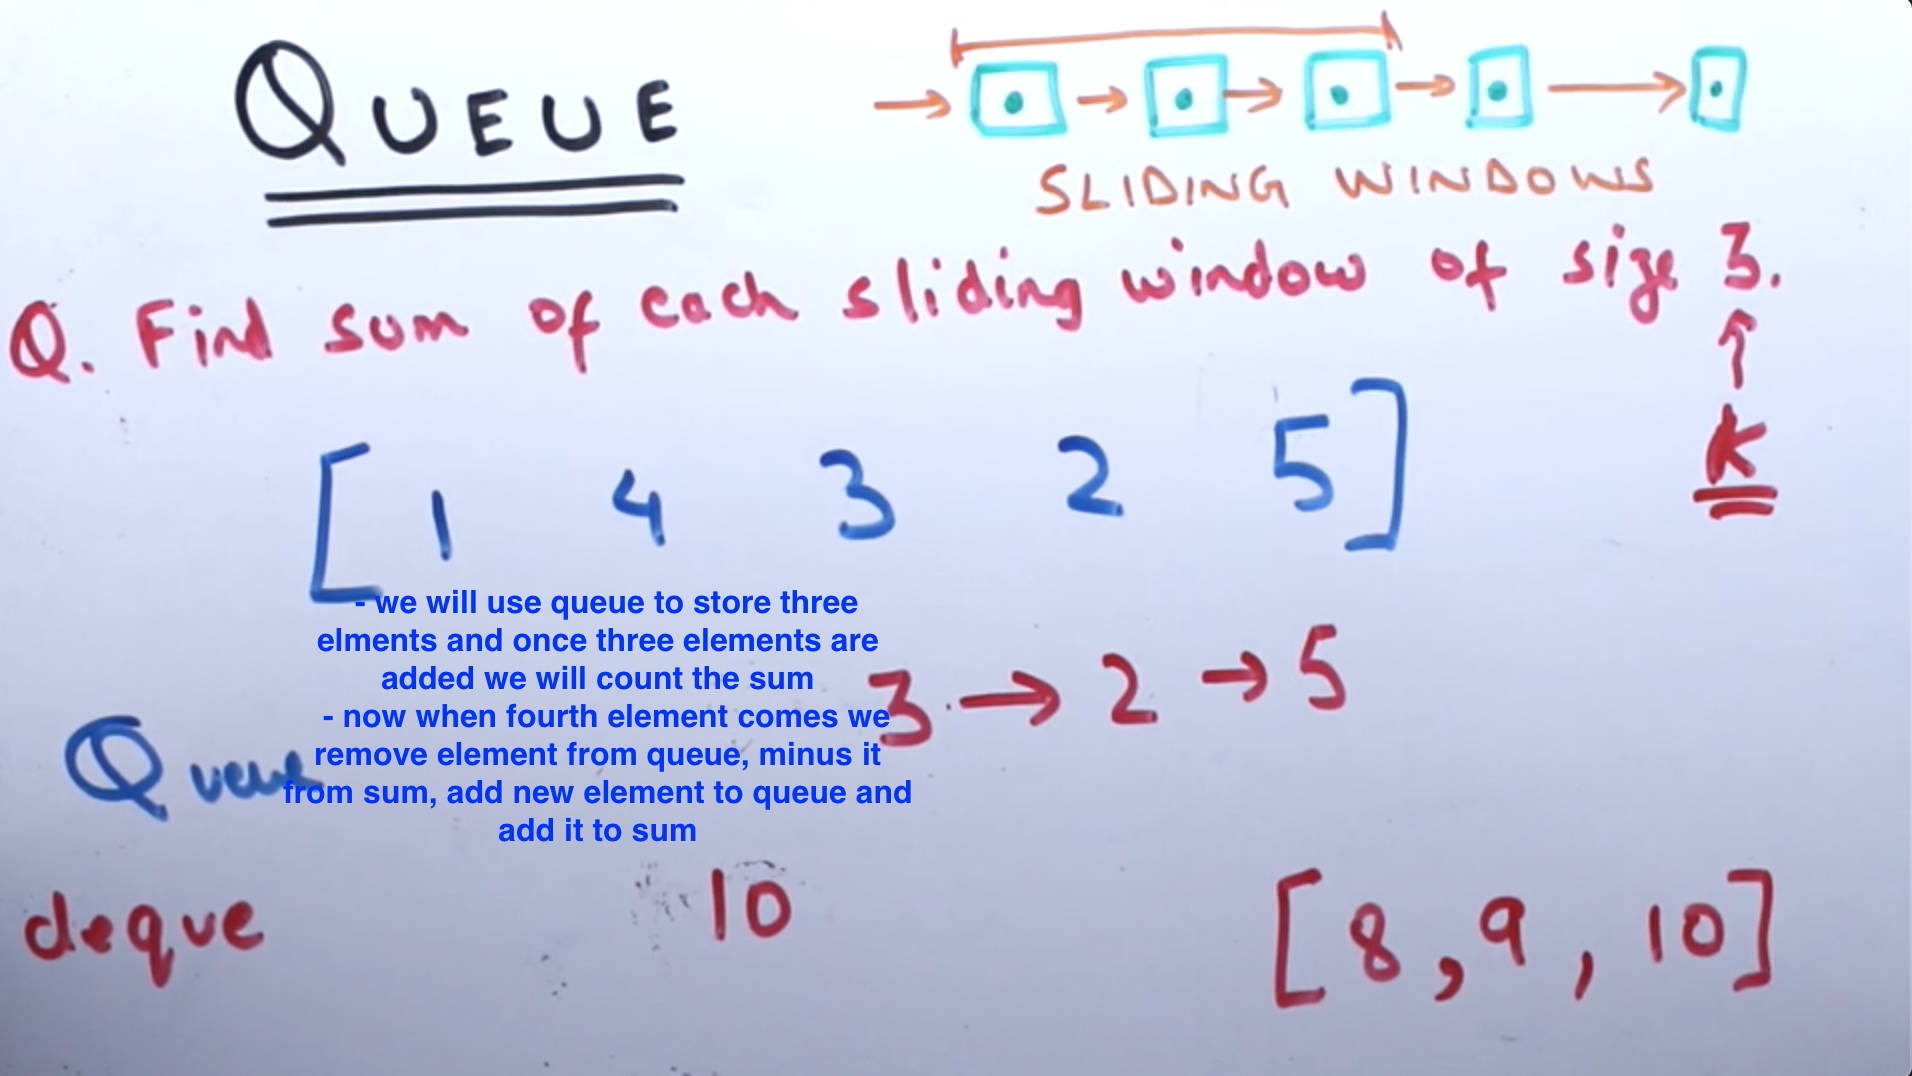 QUEUE
SLIDING WINDOWS
Q. Find sum of each sliding window of size 3.
↑
K
[ 1 4 3 2 5 ]
- we will use queue to store three
elments and once three elements are
added we will count the sum
- now when fourth element comes we
remove element from queue, minus it
from sum, add new element to queue and
add it to sum
3 → 2 → 5
Queue
deque
10
[8, 9, 10]